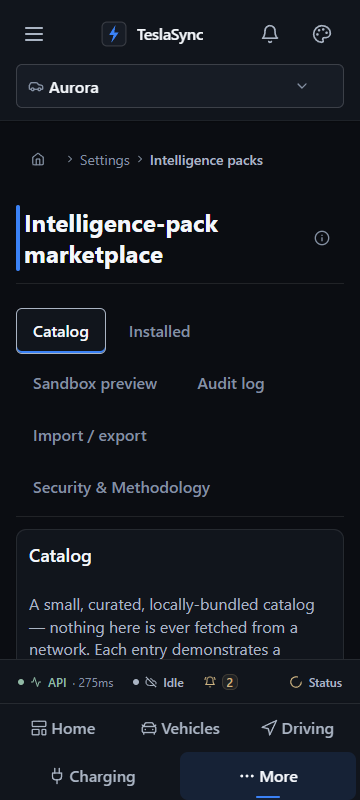 TeslaSync
Aurora
Settings > Intelligence packs
Intelligence-pack
marketplace
Catalog Installed
Sandbox preview Audit log
Import / export
Security & Methodology
Catalog
A small, curated, locally-bundled catalog
— nothing here is ever fetched from a
network. Each entry demonstrates a
API · 275ms Idle 2 Status
Home Vehicles Driving
Charging More